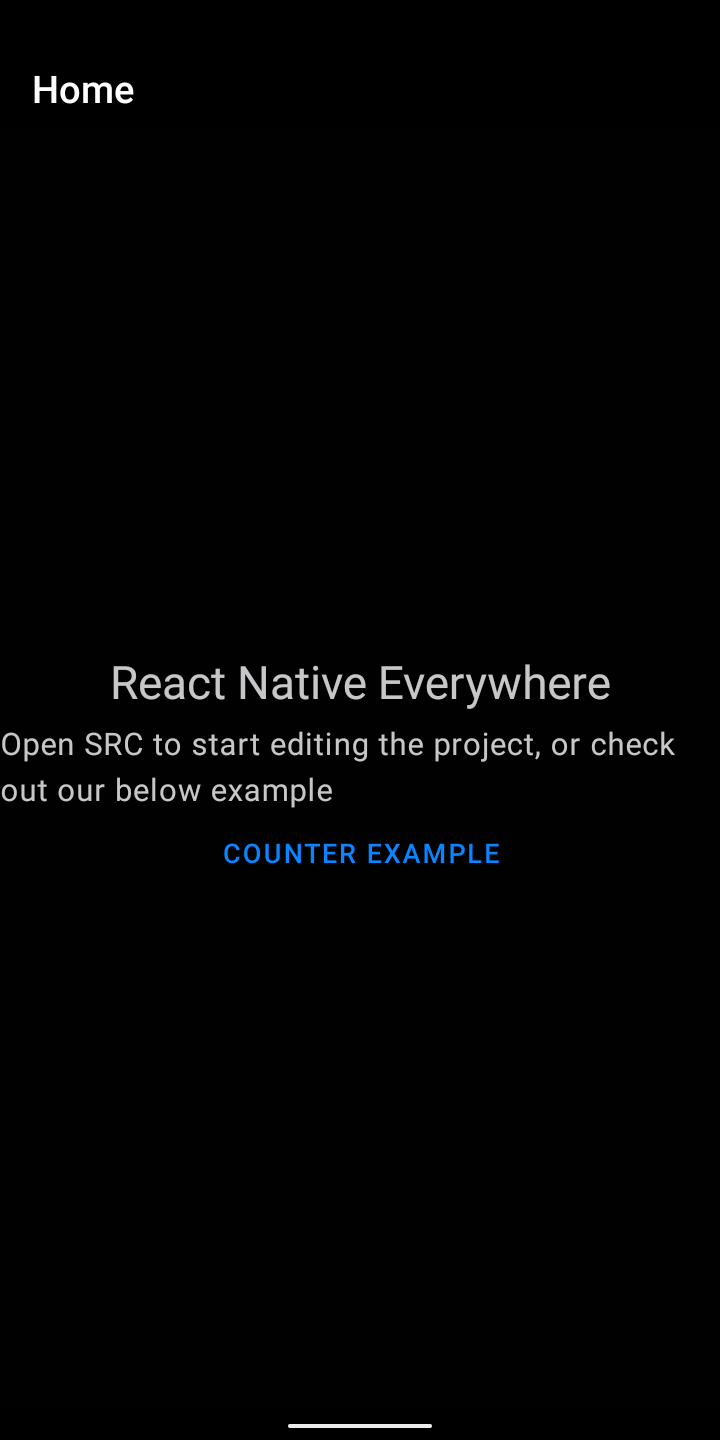 Home
React Native Everywhere
Open SRC to start editing the project, or check
out our below example
COUNTER EXAMPLE